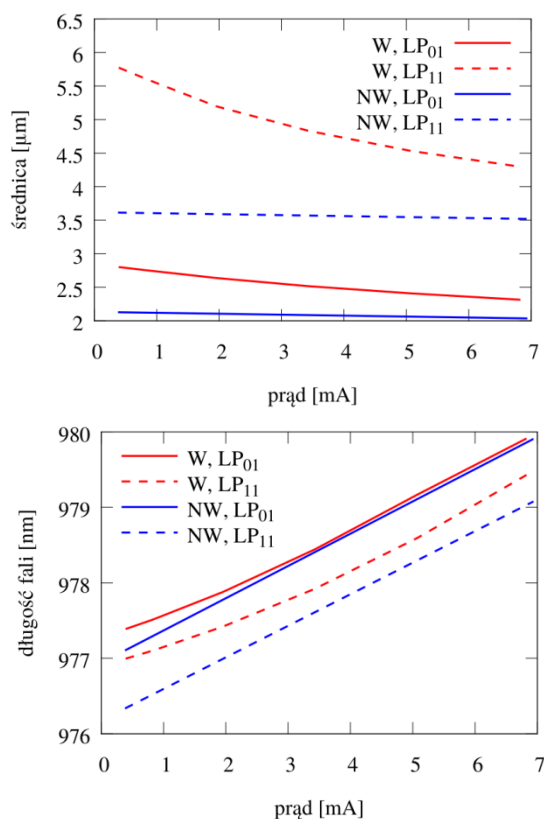 6.5
6
5.5
5
4.5
4
3.5
3
2.5
2
średnica [µm]
W, LP01
W, LP11
NW, LP01
NW, LP11
0 1 2 3 4 5 6 7
prąd [mA]
980
979
978
977
976
długość fali [nm]
W, LP01
W, LP11
NW, LP01
NW, LP11
0 1 2 3 4 5 6 7
prąd [mA]